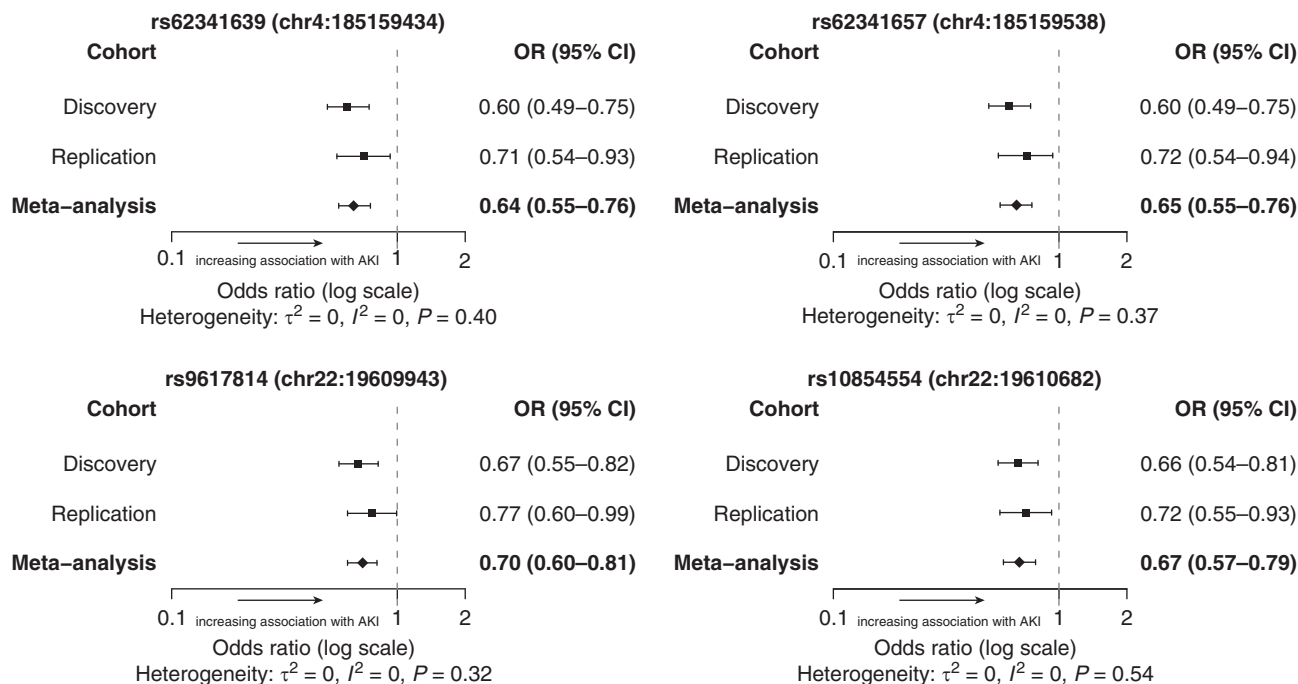 rs62341639 (chr4:185159434)
Cohort OR (95% CI)
Discovery 0.60 (0.49–0.75)
Replication 0.71 (0.54–0.93)
Meta−analysis 0.64 (0.55–0.76)
0.1 increasing association with AKI 1 2
Odds ratio (log scale)
Heterogeneity: τ² = 0, I² = 0, P = 0.40
rs62341657 (chr4:185159538)
Cohort OR (95% CI)
Discovery 0.60 (0.49–0.75)
Replication 0.72 (0.54–0.94)
Meta−analysis 0.65 (0.55–0.76)
0.1 increasing association with AKI 1 2
Odds ratio (log scale)
Heterogeneity: τ² = 0, I² = 0, P = 0.37
rs9617814 (chr22:19609943)
Cohort OR (95% CI)
Discovery 0.67 (0.55–0.82)
Replication 0.77 (0.60–0.99)
Meta−analysis 0.70 (0.60–0.81)
0.1 increasing association with AKI 1 2
Odds ratio (log scale)
Heterogeneity: τ² = 0, I² = 0, P = 0.32
rs10854554 (chr22:19610682)
Cohort OR (95% CI)
Discovery 0.66 (0.54–0.81)
Replication 0.72 (0.55–0.93)
Meta−analysis 0.67 (0.57–0.79)
0.1 increasing association with AKI 1 2
Odds ratio (log scale)
Heterogeneity: τ² = 0, I² = 0, P = 0.54